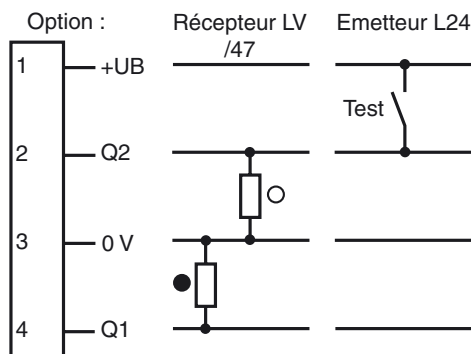 Option : Récepteur LV Emetteur L24
/47
1 +UB
Test
2 Q2
3 0 V
4 Q1